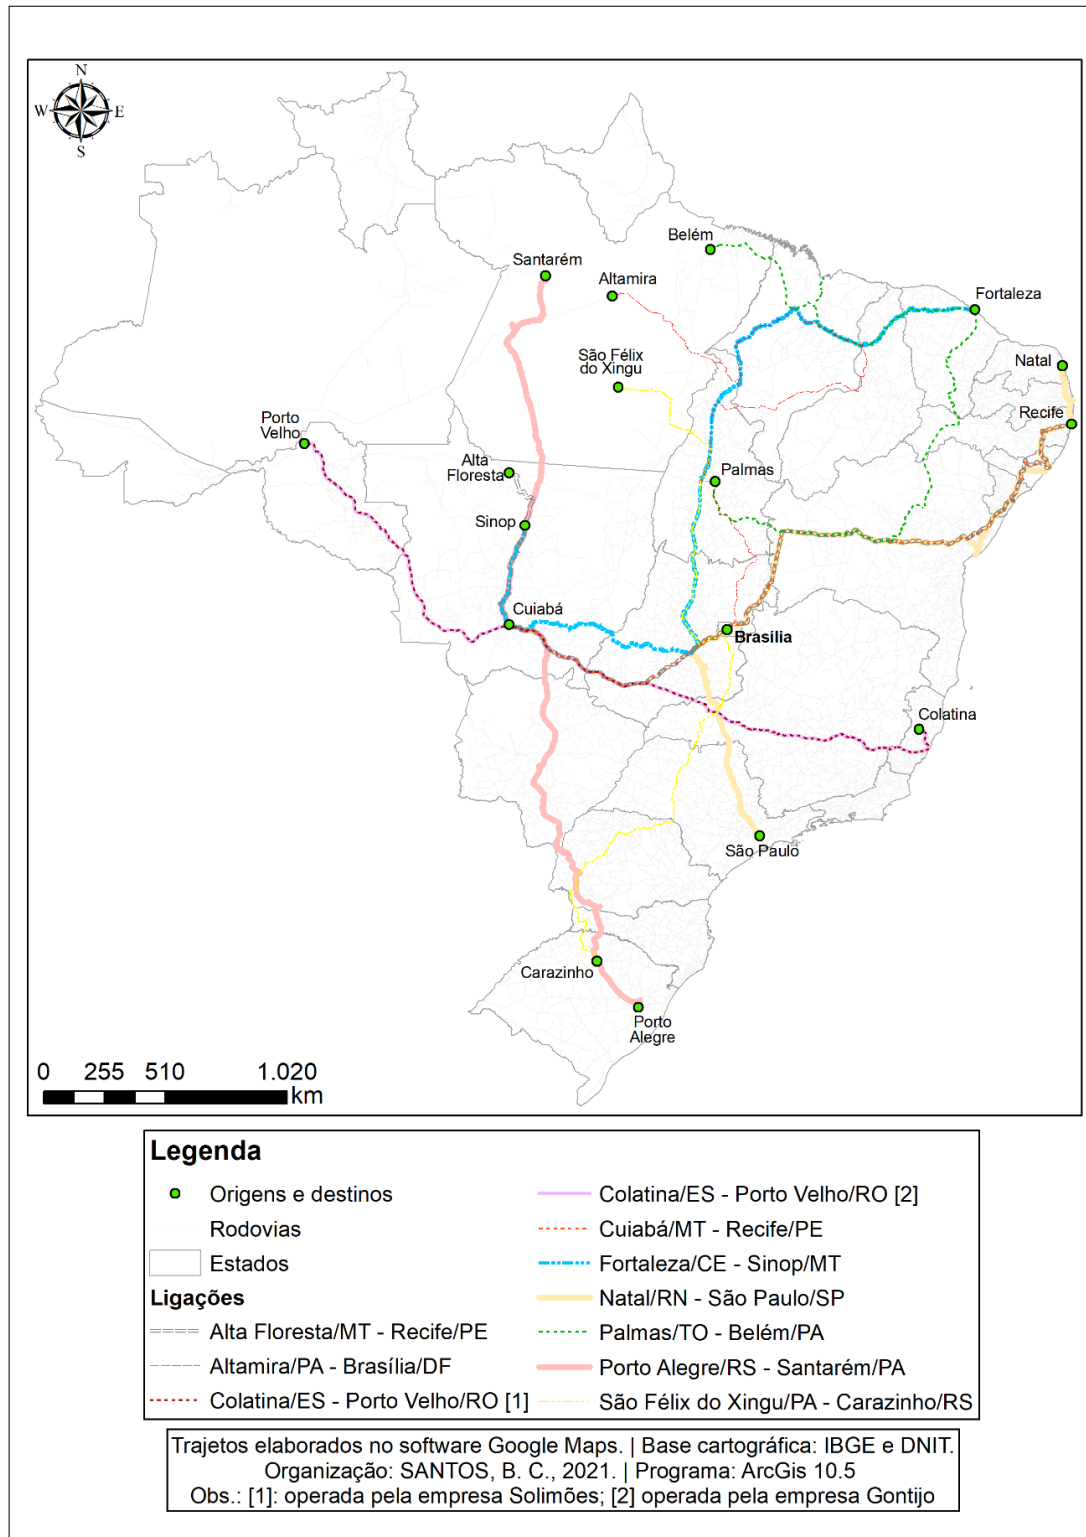 N
W E
S
Belém
Santarém
Altamira
Fortaleza
São Félix
do Xingu
Natal
Recife
Porto
Velho
Alta
Floresta
Palmas
Sinop
Cuiabá
Brasília
Colatina
São Paulo
Carazinho
Porto
Alegre
0 255 510 1.020
km
Legenda
Origens e destinos
Rodovias
Estados
Ligações
Alta Floresta/MT - Recife/PE
Altamira/PA - Brasília/DF
Colatina/ES - Porto Velho/RO [1]
Colatina/ES - Porto Velho/RO [2]
Cuiabá/MT - Recife/PE
Fortaleza/CE - Sinop/MT
Natal/RN - São Paulo/SP
Palmas/TO - Belém/PA
Porto Alegre/RS - Santarém/PA
São Félix do Xingu/PA - Carazinho/RS
Trajetos elaborados no software Google Maps. | Base cartográfica: IBGE e DNIT.
Organização: SANTOS, B. C., 2021. | Programa: ArcGis 10.5
Obs.: [1]: operada pela empresa Solimões; [2] operada pela empresa Gontijo